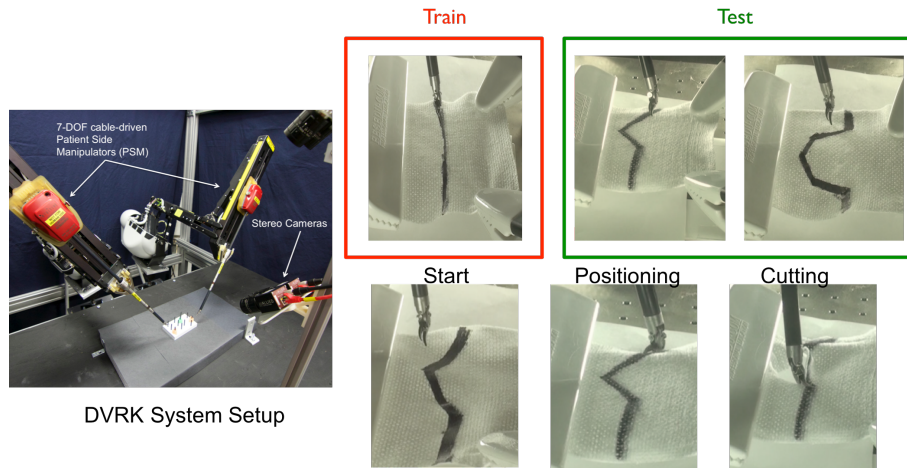 Train
Test
7-DOF cable-driven
Patient Side
Manipulators (PSM)
Stereo Cameras
Start
Positioning
Cutting
DVRK System Setup